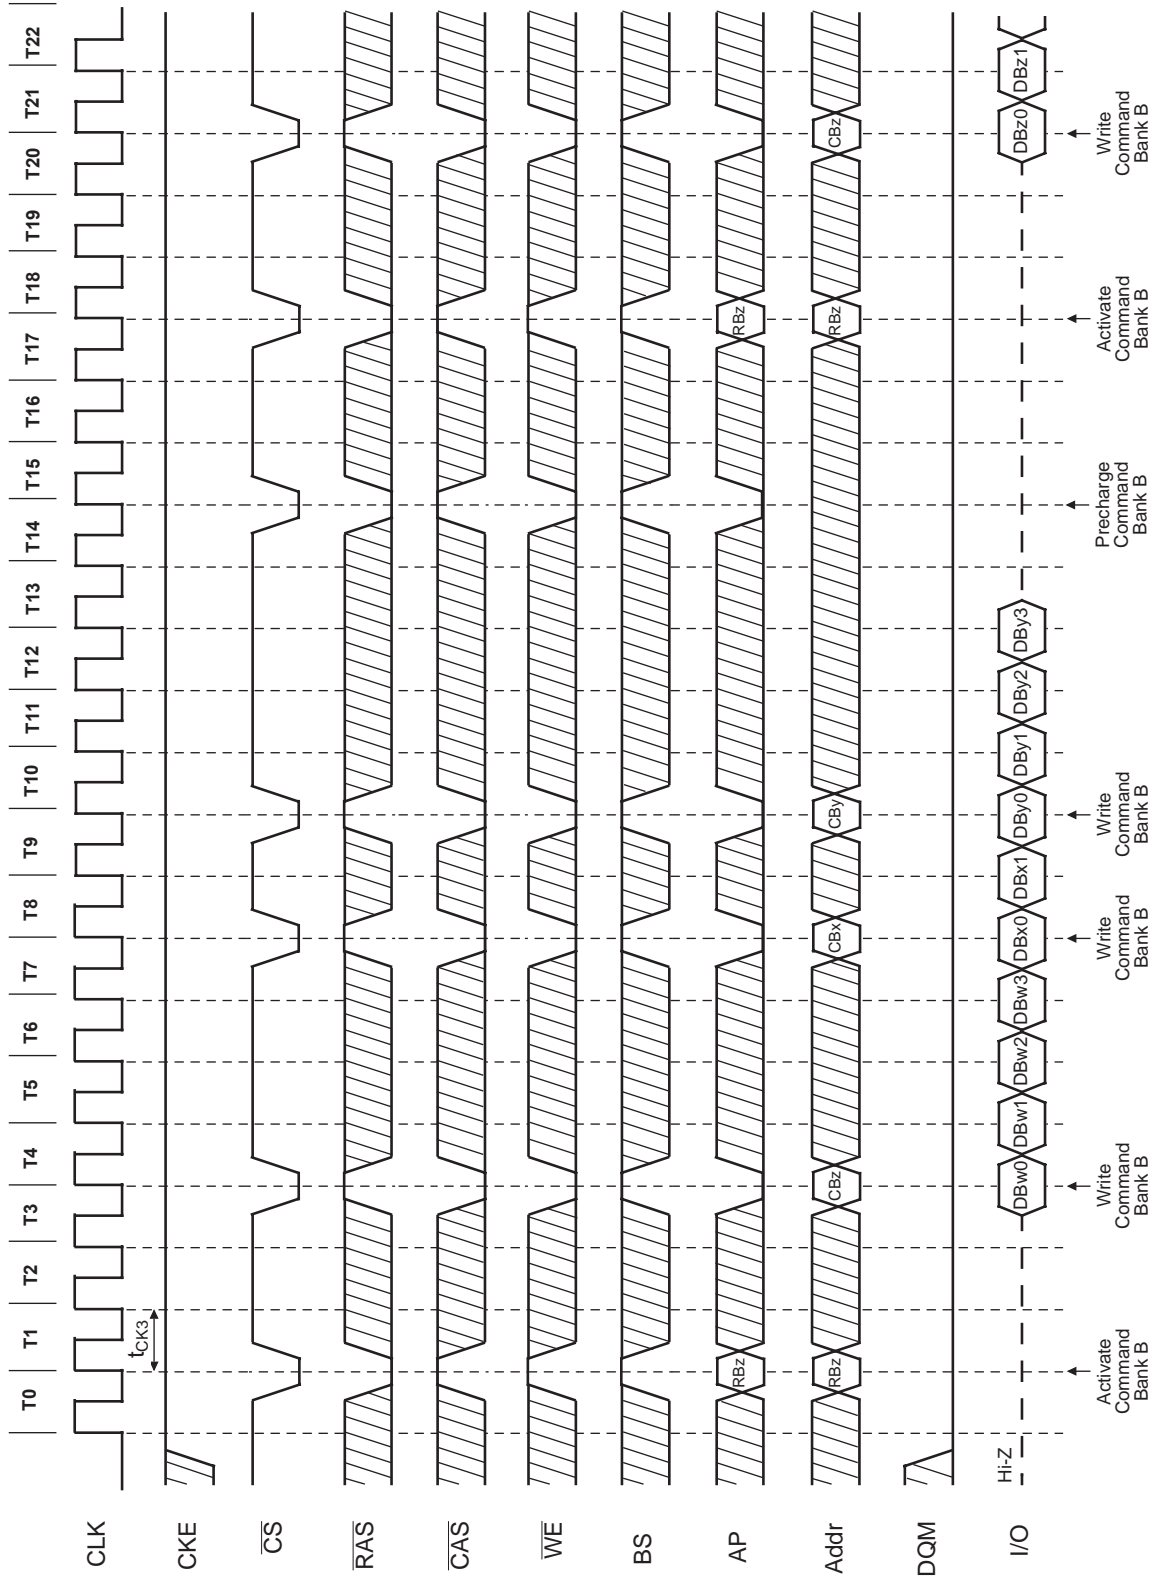 T0 T1 T2 T3 T4 T5 T6 T7 T8 T9 T10 T11 T12 T13 T14 T15 T16 T17 T18 T19 T20 T21 T22
CLK
tCK3
CKE
CS
RAS
CAS
WE
BS
AP
RBz RBz
Addr
RBz CBz CBx CBy RBz CBz
DQM
I/O
Hi-Z
DBw0 DBw1 DBw2 DBw3 DBx0 DBx1 DBy0 DBy1 DBy2 DBy3 DBz0 DBz1
Activate
Command
Bank B
Write
Command
Bank B
Write
Command
Bank B
Write
Command
Bank B
Precharge
Command
Bank B
Activate
Command
Bank B
Write
Command
Bank B